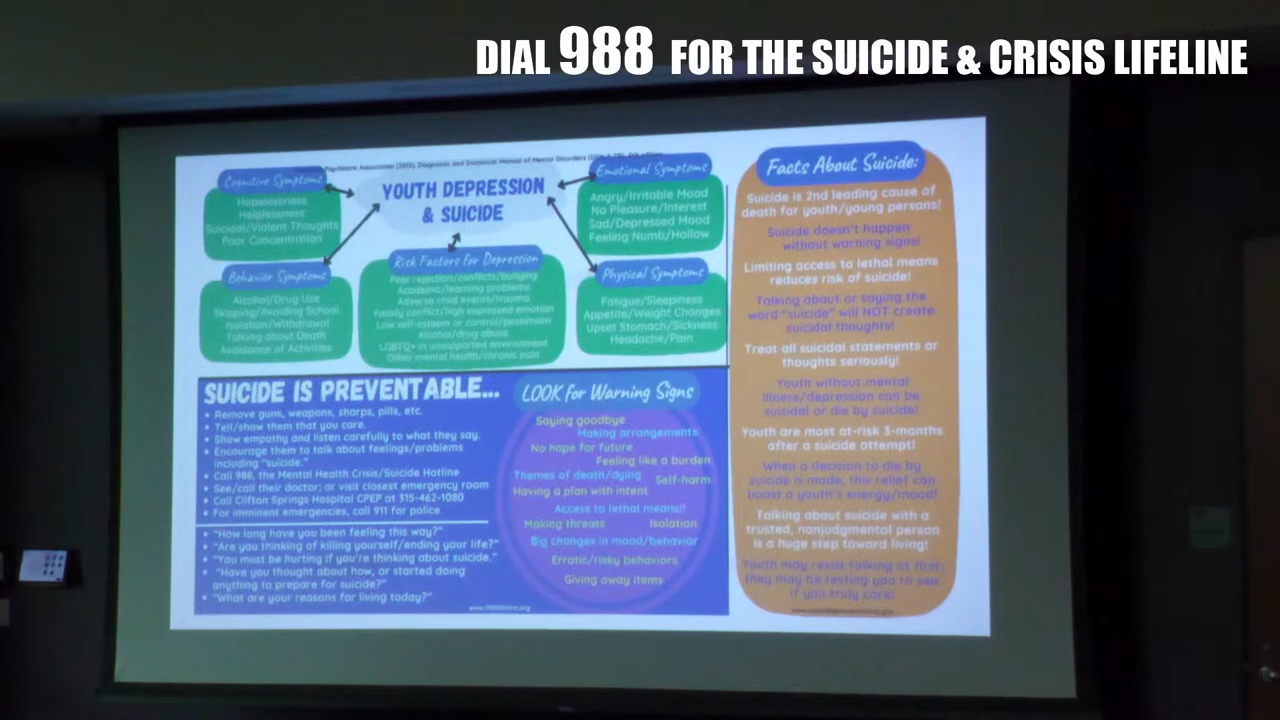 DIAL 988 FOR THE SUICIDE & CRISIS LIFELINE
Psychiatric Association (2013), Diagnostic and Statistical Manual of Mental Disorders
Cognitive Symptoms
Hopelessness
Helplessness
Suicidal/Violent Thoughts
Poor Concentration
YOUTH DEPRESSION
& SUICIDE
Emotional Symptoms
Angry/Irritable Mood
No Pleasure/Interest
Sad/Depressed Mood
Feeling Numb/Hollow
Behavior Symptoms
Alcohol/Drug Use
Skipping/Avoiding School
Isolation/Withdrawal
Talking about Death
Avoidance of Activities
Risk Factors for Depression
Peer rejection/conflicts/bullying
Academic/learning problems
Adverse child events/trauma
Family conflict/high expressed emotion
Low self-esteem or control/pessimism
Alcohol/drug abuse
LGBTQ+ in unsupported environment
Other mental health/chronic pain
Physical Symptoms
Fatigue/Sleepiness
Appetite/Weight Changes
Upset Stomach/Sickness
Headache/Pain
SUICIDE IS PREVENTABLE...
• Remove guns, weapons, sharps, pills, etc.
• Tell/show them that you care.
• Show empathy and listen carefully to what they say.
• Encourage them to talk about feelings/problems
including "suicide."
• Call 988, the Mental Health Crisis/Suicide Hotline
• See/call their doctor; or visit closest emergency room
• Call Clifton Springs Hospital CPEP at 315-462-1080
• For imminent emergencies, call 911 for police
• "How long have you been feeling this way?"
• "Are you thinking of killing yourself/ending your life?"
• "You must be hurting if you're thinking about suicide."
• "Have you thought about how, or started doing
anything to prepare for suicide?"
• "What are your reasons for living today?"
LOOK for Warning Signs
Saying goodbye
Making arrangements
No hope for future
Feeling like a burden
Themes of death/dying
Self-harm
Having a plan with intent
Access to lethal means!!
Making threats
Isolation
Big changes in mood/behavior
Erratic/risky behaviors
Giving away items
Facts About Suicide:
Suicide is 2nd leading cause of
death for youth/young persons!
Suicide doesn't happen
without warning signs!
Limiting access to lethal means
reduces risk of suicide!
Talking about or saying the
word "suicide" will NOT create
suicidal thoughts!
Treat all suicidal statements or
thoughts seriously!
Youth without mental
illness/depression can be
suicidal or die by suicide!
Youth are most at-risk 3-months
after a suicide attempt!
When a decision to die by
suicide is made, this relief can
boost a youth's energy/mood!
Talking about suicide with a
trusted, nonjudgmental person
is a huge step toward living!
Youth may resist talking at first;
they may be testing you to see
if you truly care!